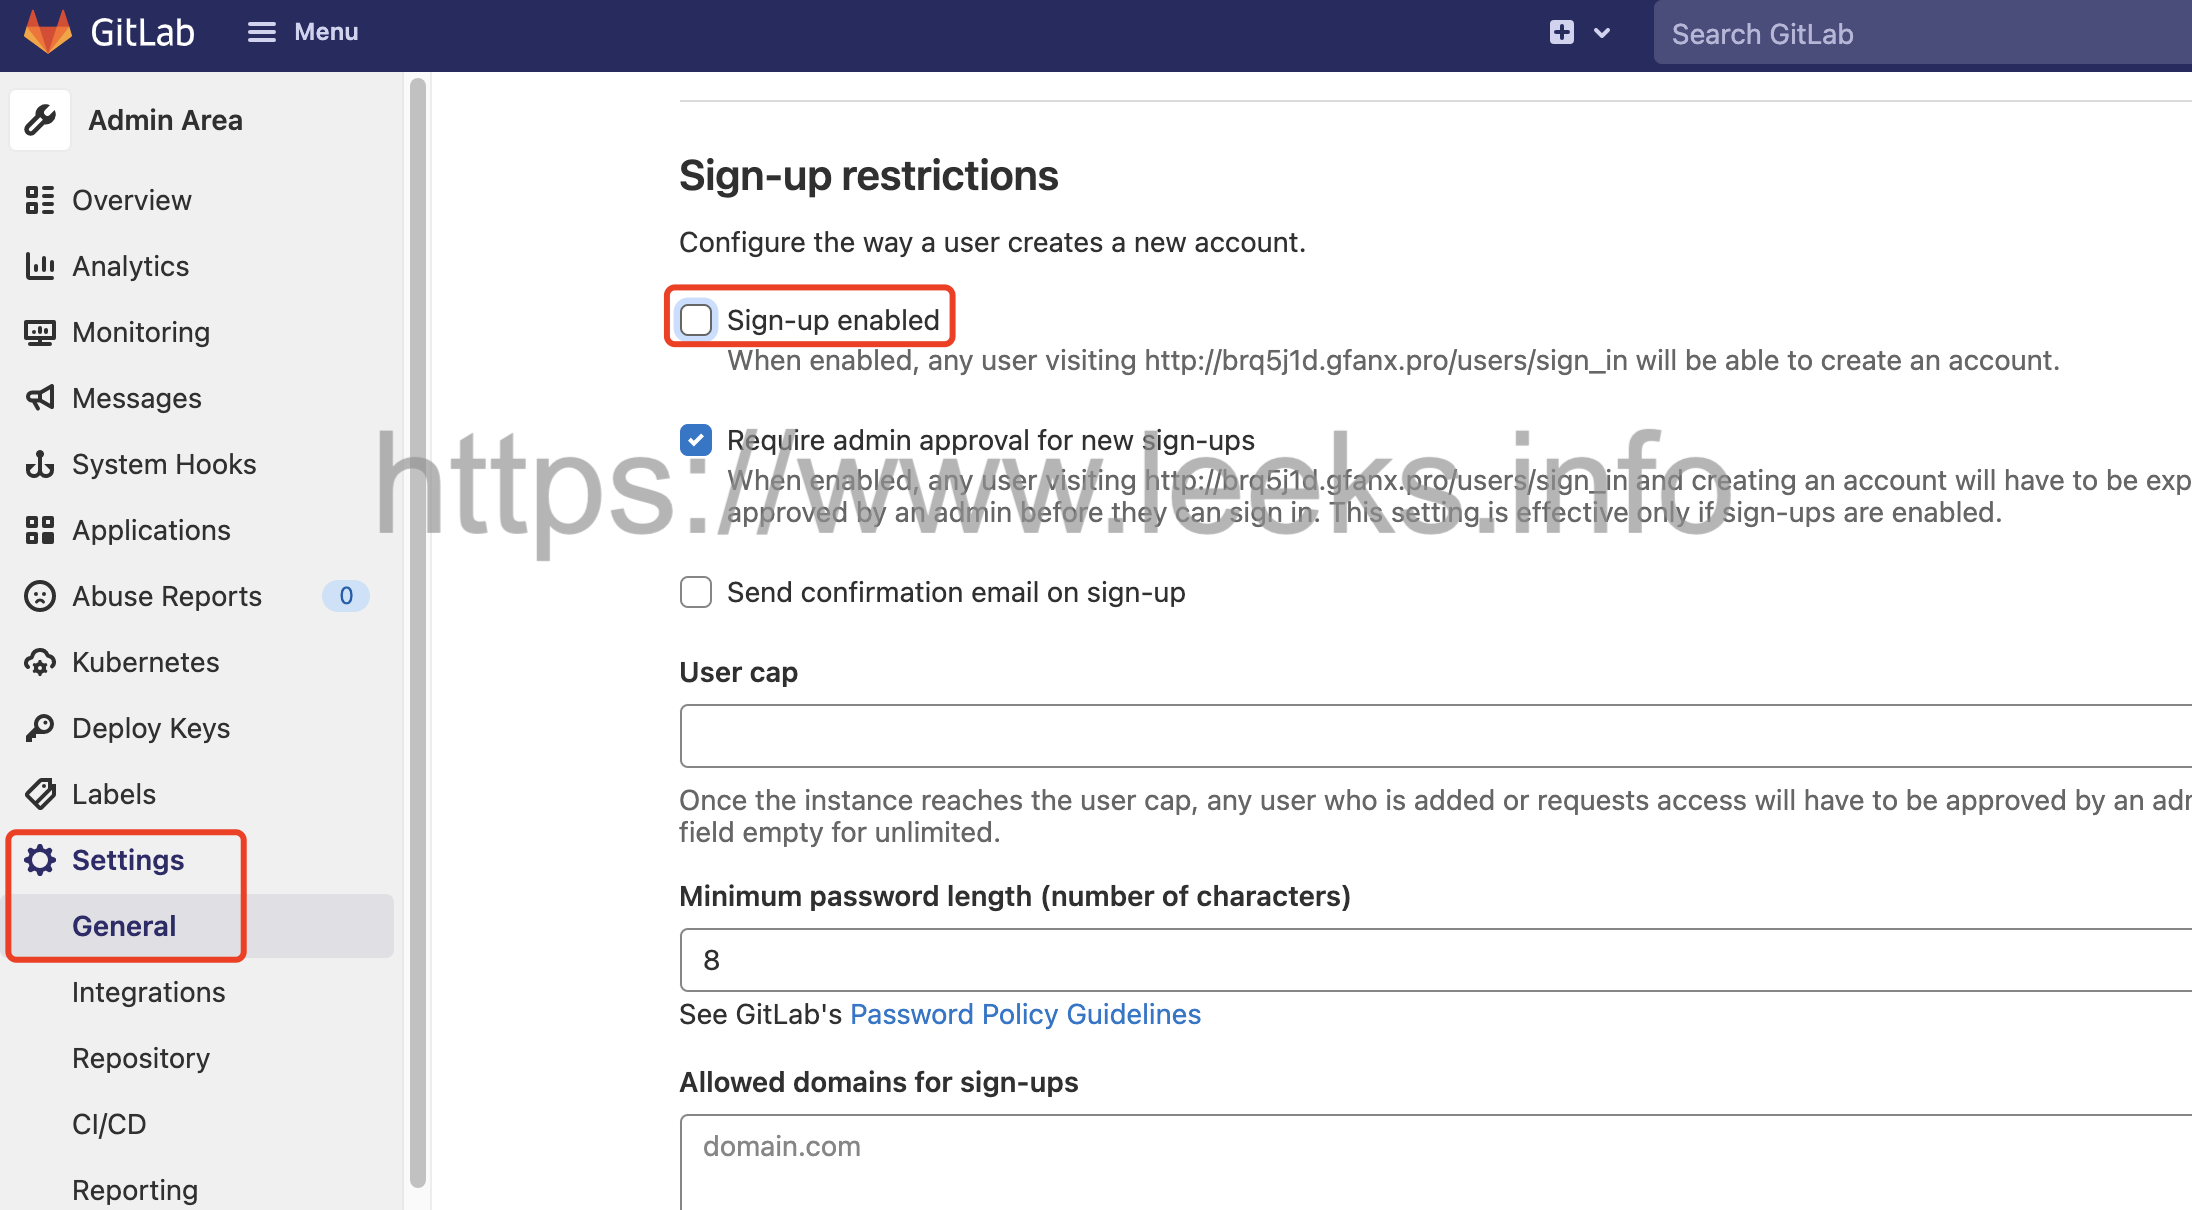 GitLab
Menu
Search GitLab
Admin Area
Overview
Analytics
Monitoring
Messages
System Hooks
Applications
Abuse Reports 0
Kubernetes
Deploy Keys
Labels
Settings
General
Integrations
Repository
CI/CD
Reporting
Sign-up restrictions
Configure the way a user creates a new account.
Sign-up enabled
When enabled, any user visiting http://brq5j1d.gfanx.pro/users/sign_in will be able to create an account.
Require admin approval for new sign-ups
When enabled, any user visiting http://brq5j1d.gfanx.pro/users/sign_in and creating an account will have to be exp
approved by an admin before they can sign in. This setting is effective only if sign-ups are enabled.
https://www.leeks.info
Send confirmation email on sign-up
User cap
Once the instance reaches the user cap, any user who is added or requests access will have to be approved by an adm
field empty for unlimited.
Minimum password length (number of characters)
8
See GitLab's Password Policy Guidelines
Allowed domains for sign-ups
domain.com